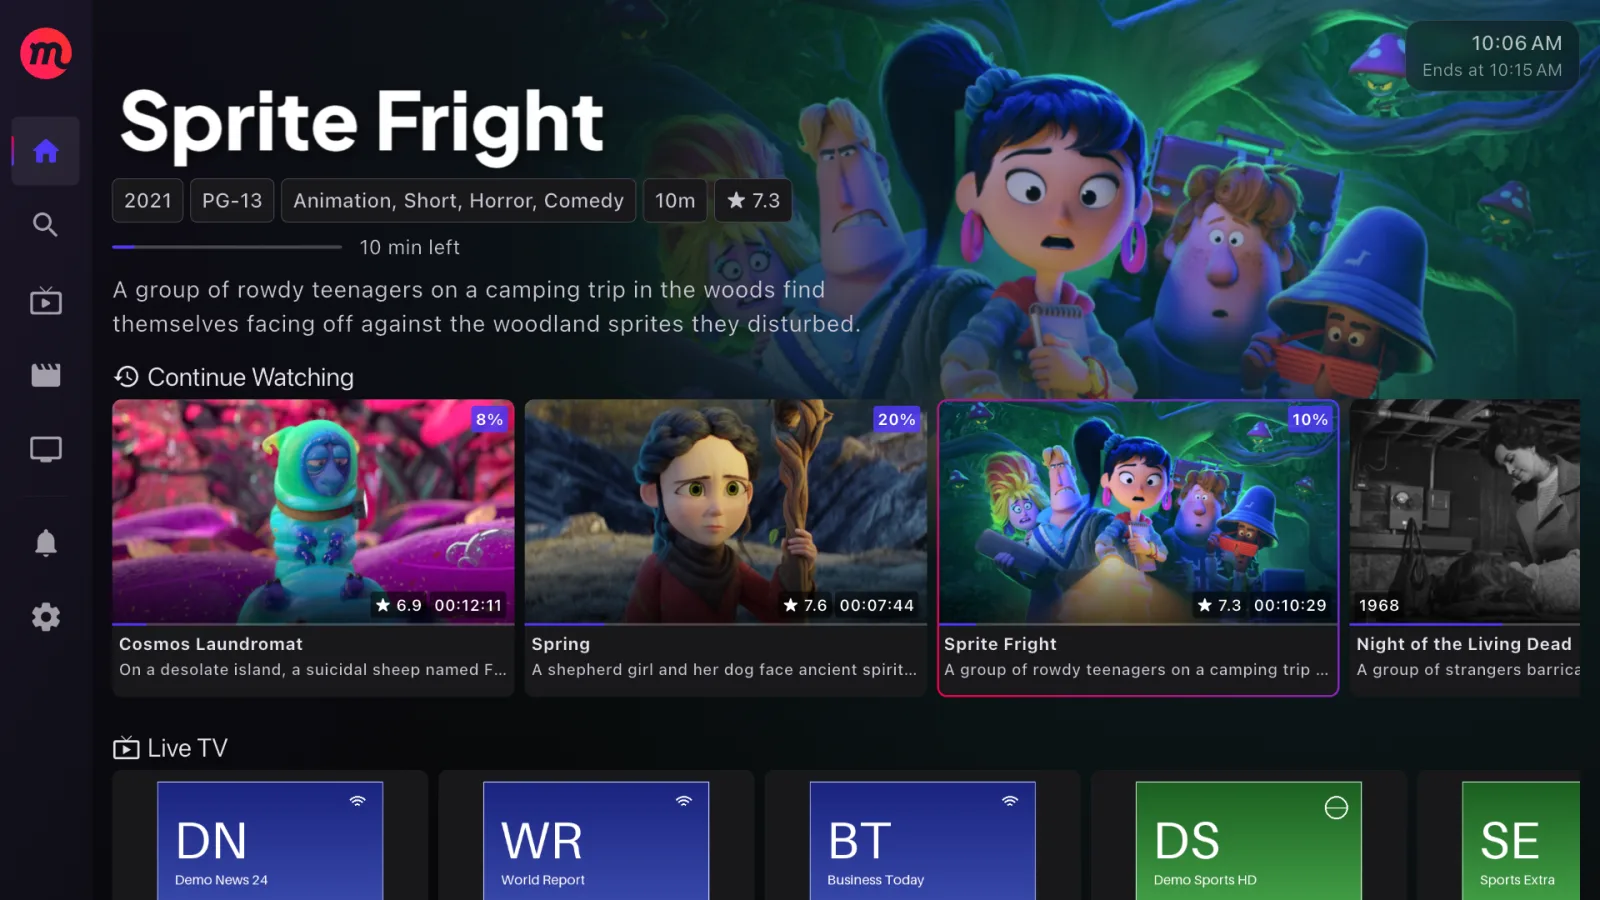 m
10:06 AM
Ends at 10:15 AM
Sprite Fright
2021
PG-13
Animation, Short, Horror, Comedy
10m
★ 7.3
10 min left
A group of rowdy teenagers on a camping trip in the woods find
themselves facing off against the woodland sprites they disturbed.
Continue Watching
8%
★ 6.9 00:12:11
Cosmos Laundromat
On a desolate island, a suicidal sheep named F...
20%
★ 7.6 00:07:44
Spring
A shepherd girl and her dog face ancient spirit...
10%
★ 7.3 00:10:29
Sprite Fright
A group of rowdy teenagers on a camping trip ...
1968
Night of the Living Dead
A group of strangers barrica
Live TV
DN
Demo News 24
WR
World Report
BT
Business Today
DS
Demo Sports HD
SE
Sports Extra